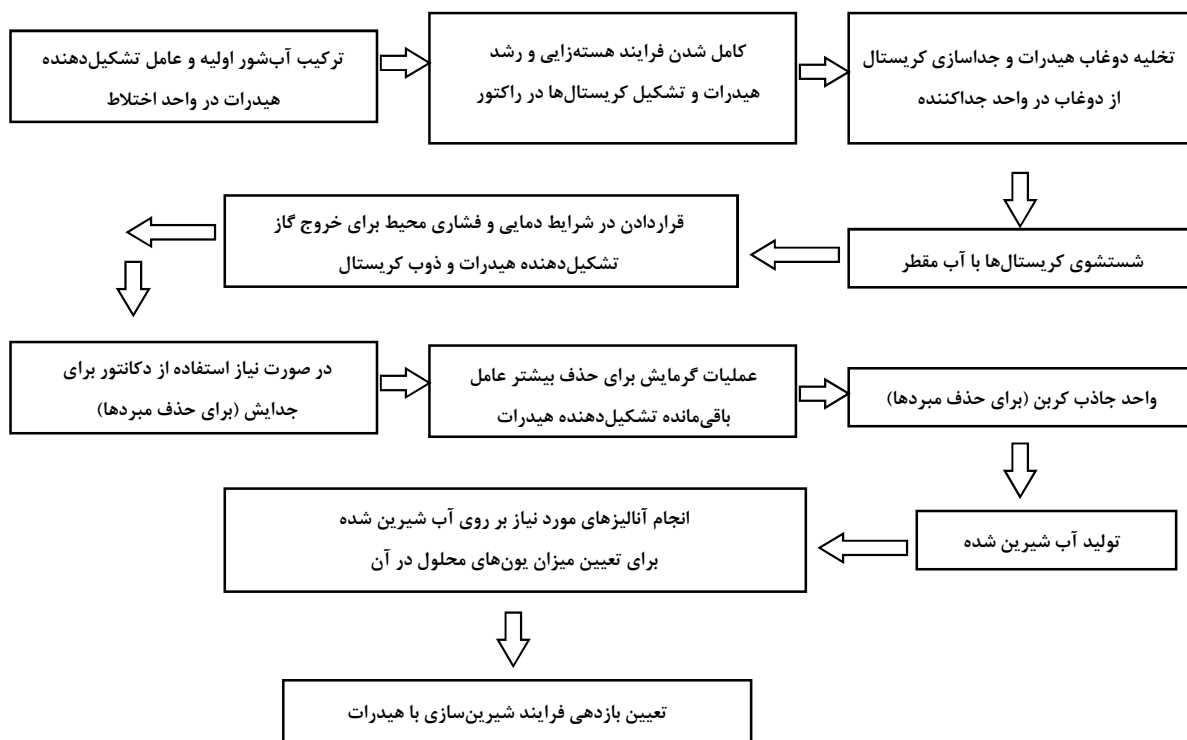 ترکیب آب‌شور اولیه و عامل تشکیل‌دهنده
هیدرات در واحد اختلاط
کامل شدن فرایند هسته‌زایی و رشد
هیدرات و تشکیل کریستال‌ها در راکتور
تخلیه دوغاب هیدرات و جداسازی کریستال
از دوغاب در واحد جداکننده
شستشوی کریستال‌ها با آب مقطر
قراردادن در شرایط دمایی و فشاری محیط برای خروج گاز
تشکیل‌دهنده هیدرات و ذوب کریستال
در صورت نیاز استفاده از دکانتور برای
جدایش (برای حذف مبردها)
عملیات گرمایش برای حذف بیشتر عامل
باقی‌مانده تشکیل‌دهنده هیدرات
واحد جاذب کربن (برای حذف مبردها)
تولید آب شیرین شده
انجام آنالیزهای مورد نیاز بر روی آب شیرین شده
برای تعیین میزان یون‌های محلول در آن
تعیین بازدهی فرایند شیرین‌سازی با هیدرات